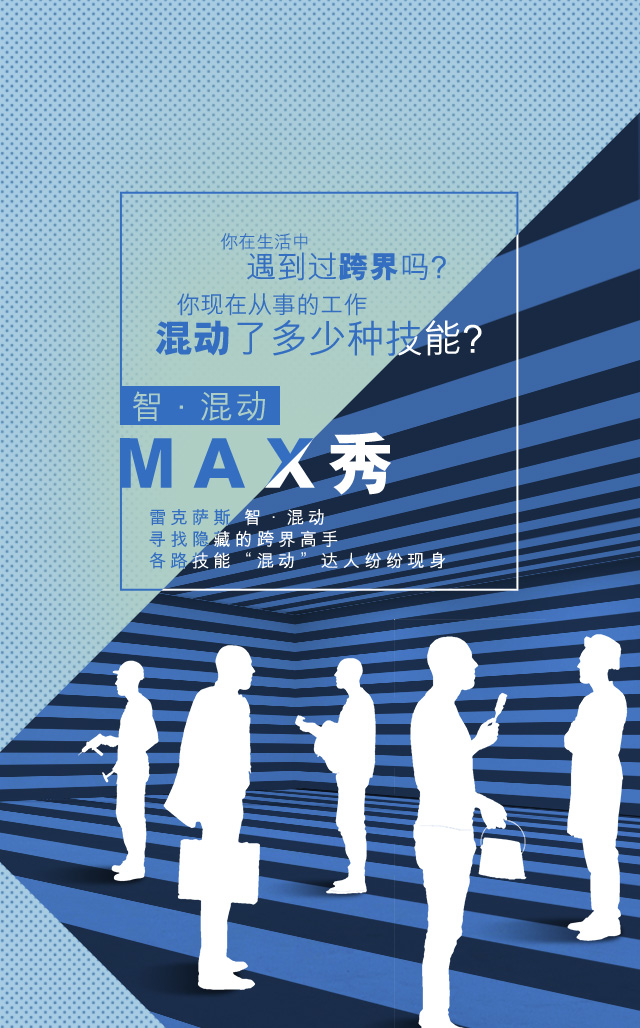 你在生活中
遇到过跨界吗?
你现在从事的工作
混动了多少种技能?
智·混动
MAX秀
雷克萨斯 智·混动
寻找隐藏的跨界高手
各路技能“混动”达人纷纷现身